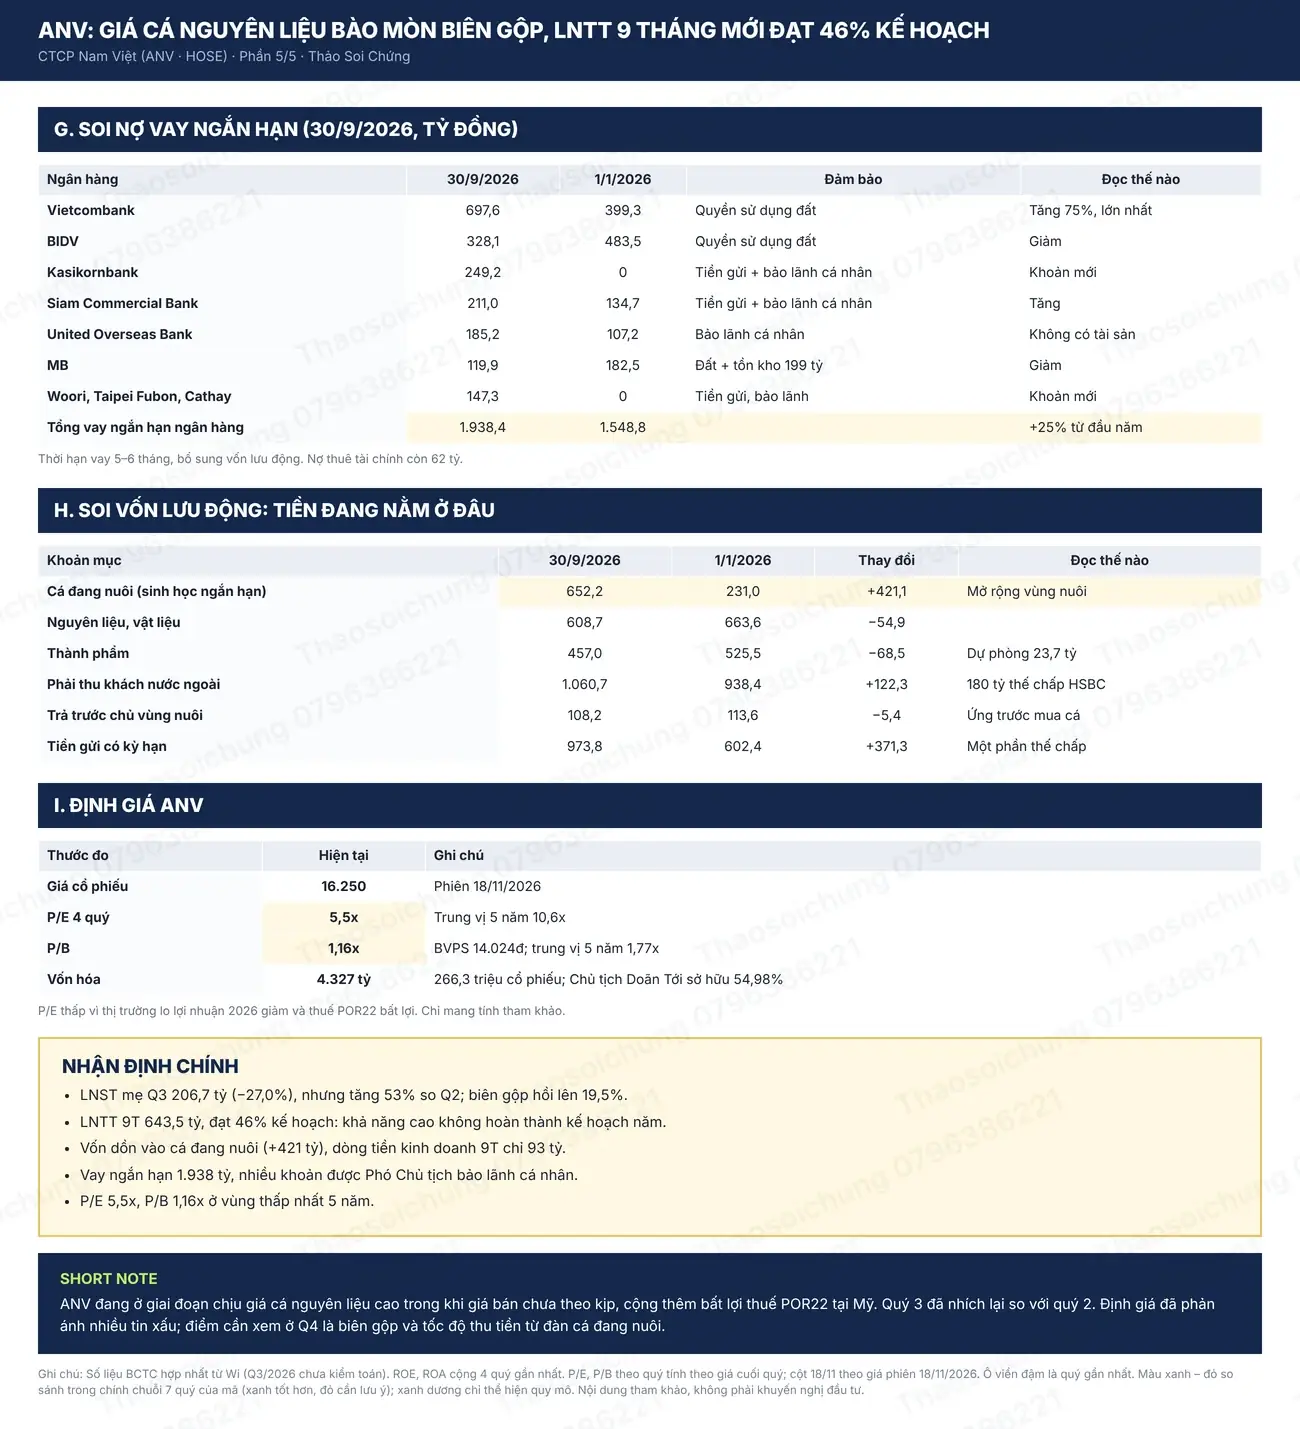 ANV: GIÁ CÁ NGUYÊN LIỆU BÀO MÒN BIÊN GỘP, LNTT 9 THÁNG MỚI ĐẠT 46% KẾ HOẠCH
CTCP Nam Việt (ANV · HOSE) · Phần 5/5 · Thảo Soi Chứng
G. SOI NỢ VAY NGẮN HẠN (30/9/2026, TỶ ĐỒNG)
Ngân hàng 30/9/2026 1/1/2026 Đảm bảo Đọc thế nào
Vietcombank 697,6 399,3 Quyền sử dụng đất Tăng 75%, lớn nhất
BIDV 328,1 483,5 Quyền sử dụng đất Giảm
Kasikornbank 249,2 0 Tiền gửi + bảo lãnh cá nhân Khoản mới
Siam Commercial Bank 211,0 134,7 Tiền gửi + bảo lãnh cá nhân Tăng
United Overseas Bank 185,2 107,2 Bảo lãnh cá nhân Không có tài sản
MB 119,9 182,5 Đất + tồn kho 199 tỷ Giảm
Woori, Taipei Fubon, Cathay 147,3 0 Tiền gửi, bảo lãnh Khoản mới
Tổng vay ngắn hạn ngân hàng 1.938,4 1.548,8 +25% từ đầu năm
Thời hạn vay 5–6 tháng, bổ sung vốn lưu động. Nợ thuê tài chính còn 62 tỷ.
H. SOI VỐN LƯU ĐỘNG: TIỀN ĐANG NẰM Ở ĐÂU
Khoản mục 30/9/2026 1/1/2026 Thay đổi Đọc thế nào
Cá đang nuôi (sinh học ngắn hạn) 652,2 231,0 +421,1 Mở rộng vùng nuôi
Nguyên liệu, vật liệu 608,7 663,6 −54,9
Thành phẩm 457,0 525,5 −68,5 Dự phòng 23,7 tỷ
Phải thu khách nước ngoài 1.060,7 938,4 +122,3 180 tỷ thế chấp HSBC
Trả trước chủ vùng nuôi 108,2 113,6 −5,4 Ứng trước mua cá
Tiền gửi có kỳ hạn 973,8 602,4 +371,3 Một phần thế chấp
I. ĐỊNH GIÁ ANV
Thước đo Hiện tại Ghi chú
Giá cổ phiếu 16.250 Phiên 18/11/2026
P/E 4 quý 5,5x Trung vị 5 năm 10,6x
P/B 1,16x BVPS 14.024đ; trung vị 5 năm 1,77x
Vốn hóa 4.327 tỷ 266,3 triệu cổ phiếu; Chủ tịch Doãn Tới sở hữu 54,98%
P/E thấp vì thị trường lo lợi nhuận 2026 giảm và thuế POR22 bất lợi. Chỉ mang tính tham khảo.
NHẬN ĐỊNH CHÍNH
• LNST mẹ Q3 206,7 tỷ (−27,0%), nhưng tăng 53% so Q2; biên gộp hồi lên 19,5%.
• LNTT 9T 643,5 tỷ, đạt 46% kế hoạch: khả năng cao không hoàn thành kế hoạch năm.
• Vốn dồn vào cá đang nuôi (+421 tỷ), dòng tiền kinh doanh 9T chỉ 93 tỷ.
• Vay ngắn hạn 1.938 tỷ, nhiều khoản được Phó Chủ tịch bảo lãnh cá nhân.
• P/E 5,5x, P/B 1,16x ở vùng thấp nhất 5 năm.
SHORT NOTE
ANV đang ở giai đoạn chịu giá cá nguyên liệu cao trong khi giá bán chưa theo kịp, cộng thêm bất lợi thuế POR22 tại Mỹ. Quý 3 đã nhích lại so với quý 2. Định giá đã phản
ánh nhiều tin xấu; điểm cần xem ở Q4 là biên gộp và tốc độ thu tiền từ đàn cá đang nuôi.
Ghi chú: Số liệu BCTC hợp nhất từ Wi (Q3/2026 chưa kiểm toán). ROE, ROA cộng 4 quý gần nhất. P/E, P/B theo quý tính theo giá cuối quý; cột 18/11 theo giá phiên 18/11/2026. Ô viền đậm là quý gần nhất. Màu xanh – đỏ so
sánh trong chính chuỗi 7 quý của mã (xanh tốt hơn, đỏ cần lưu ý); xanh dương chỉ thể hiện quy mô. Nội dung tham khảo, không phải khuyến nghị đầu tư.
Thaosoichung 0796386221